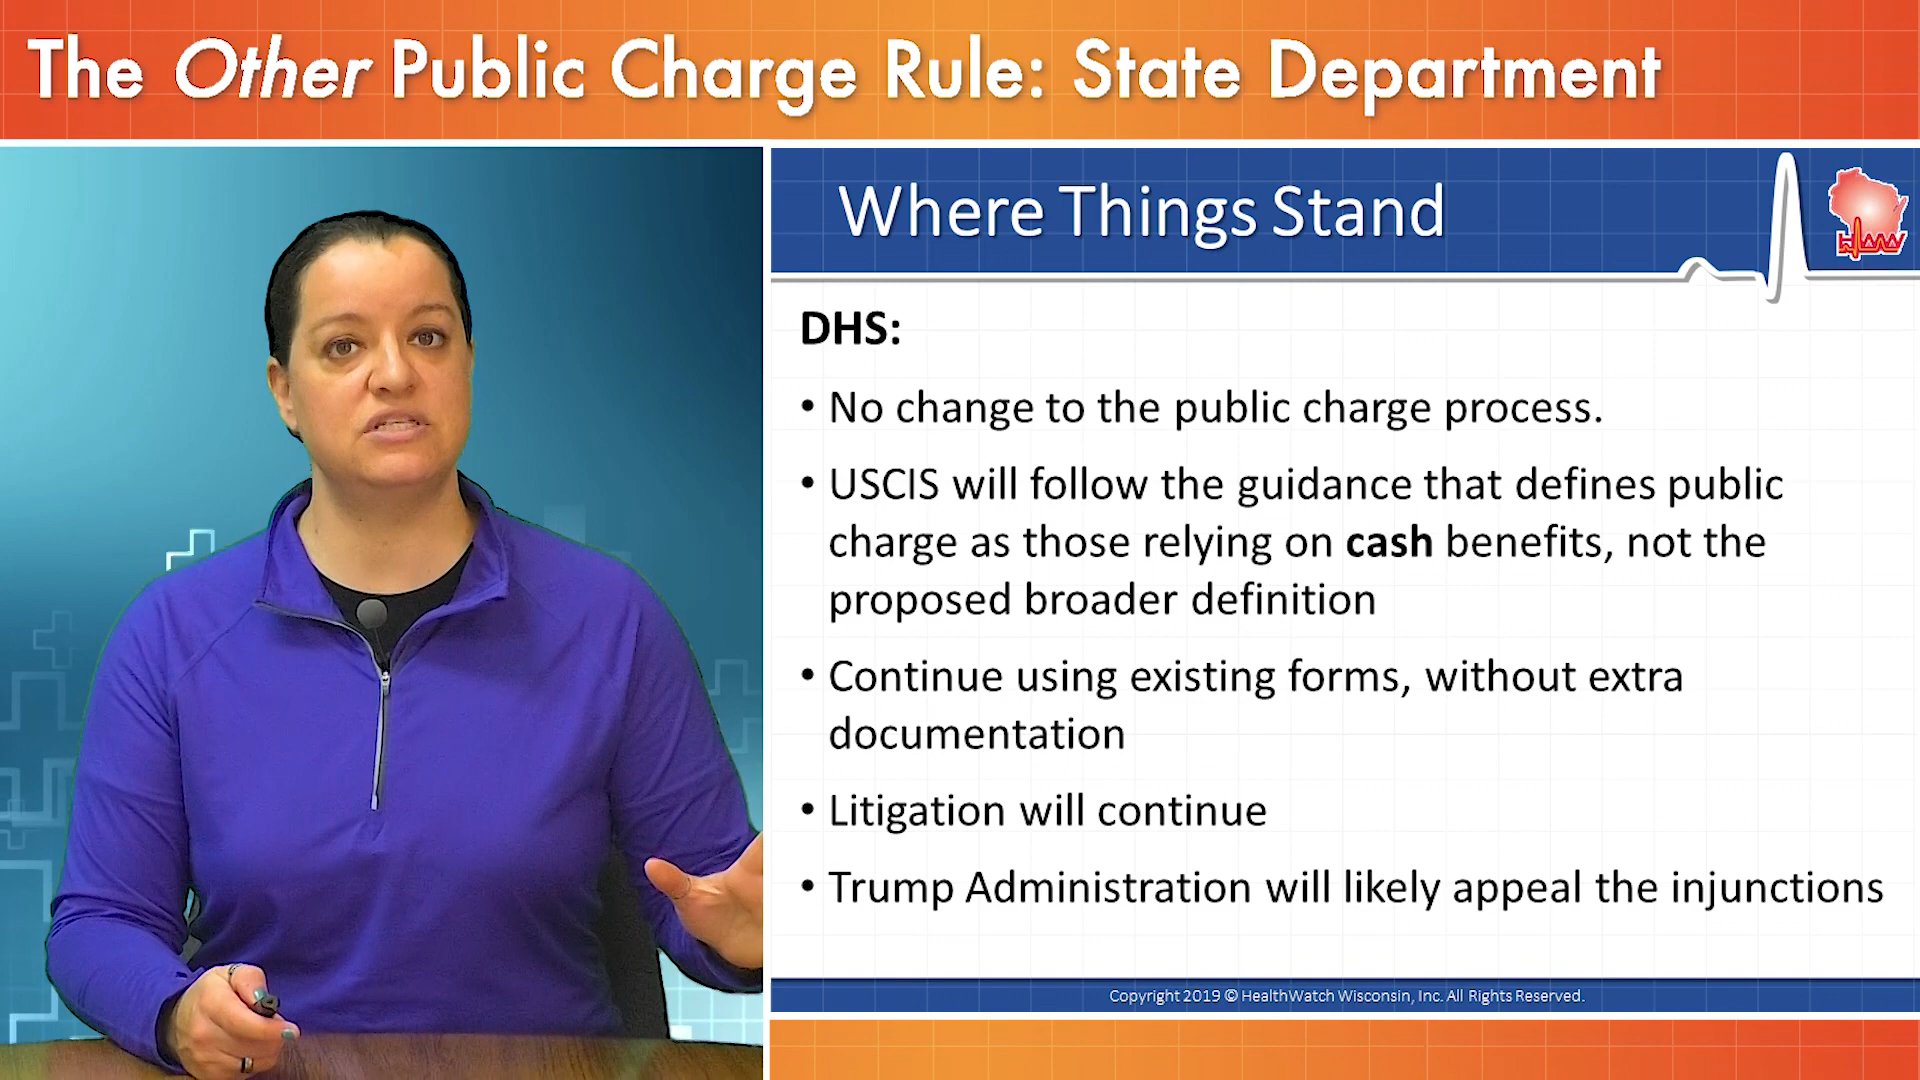 The Other Public Charge Rule: State Department
Where Things Stand
HWW
DHS:
• No change to the public charge process.
• USCIS will follow the guidance that defines public
charge as those relying on cash benefits, not the
proposed broader definition
• Continue using existing forms, without extra
documentation
• Litigation will continue
• Trump Administration will likely appeal the injunctions
Copyright 2019 © HealthWatch Wisconsin, Inc. All Rights Reserved.